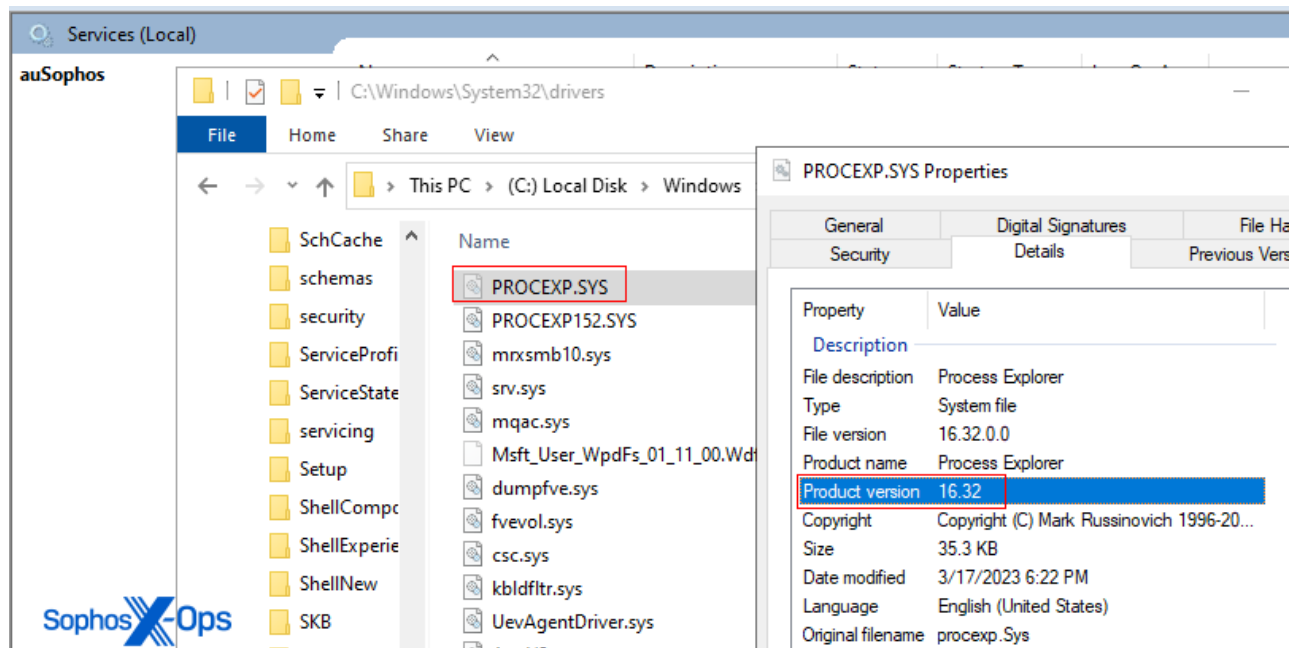 Services (Local)
auSophos
C:\Windows\System32\drivers
File Home Share View
This PC > (C:) Local Disk > Windows
SchCache
schemas
security
ServiceProfi
ServiceState
servicing
Setup
ShellCompc
ShellExperie
ShellNew
SKB
Name
PROCEXP.SYS
PROCEXP152.SYS
mrxsmb10.sys
srv.sys
mqac.sys
Msft_User_WpdFs_01_11_00.Wdf
dumpfve.sys
fvevol.sys
csc.sys
kbldfltr.sys
UevAgentDriver.sys
PROCEXP.SYS Properties
General Digital Signatures File Ha
Security Details Previous Vers
Property Value
Description
File description Process Explorer
Type System file
File version 16.32.0.0
Product name Process Explorer
Product version 16.32
Copyright Copyright (C) Mark Russinovich 1996-20...
Size 35.3 KB
Date modified 3/17/2023 6:22 PM
Language English (United States)
Original filename procexp.Sys
Sophos X-Ops